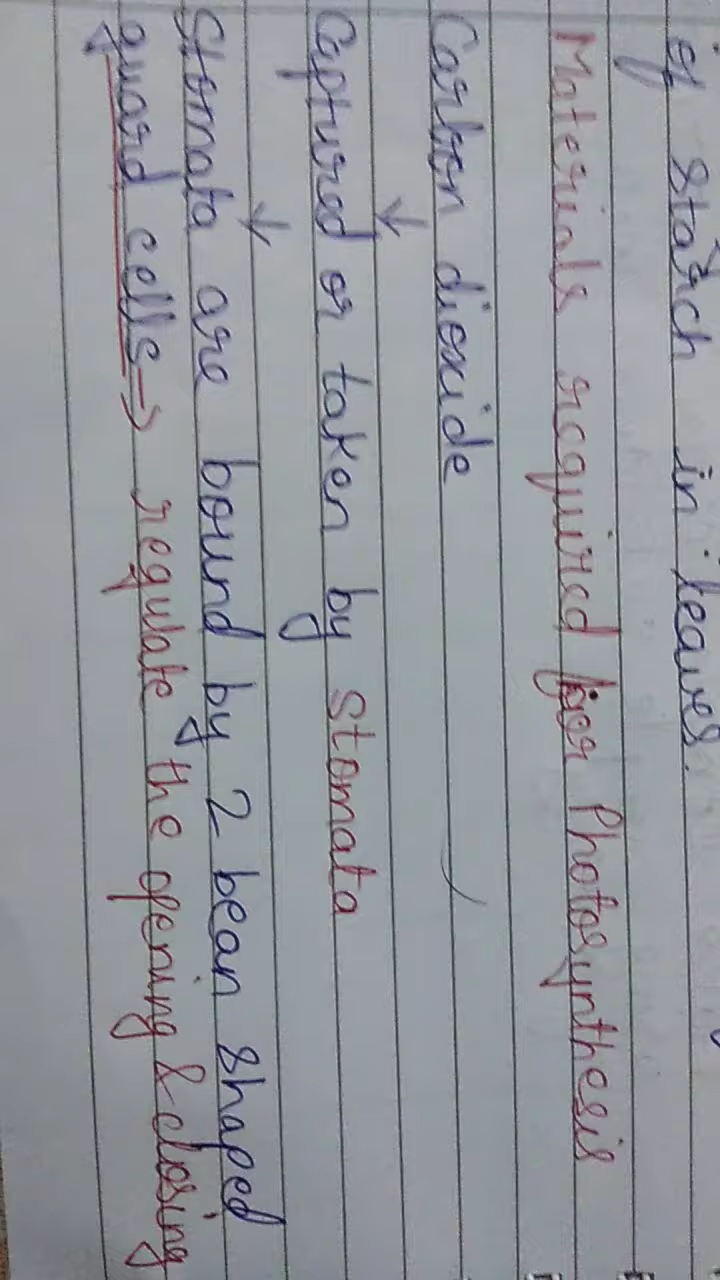 of starch in leaves.
Materials required for Photosynthesis
Carbon dioxide
↓
Captured or taken by stomata
↓
Stomata are bound by 2 bean shaped
guard cells → regulate the opening & closing